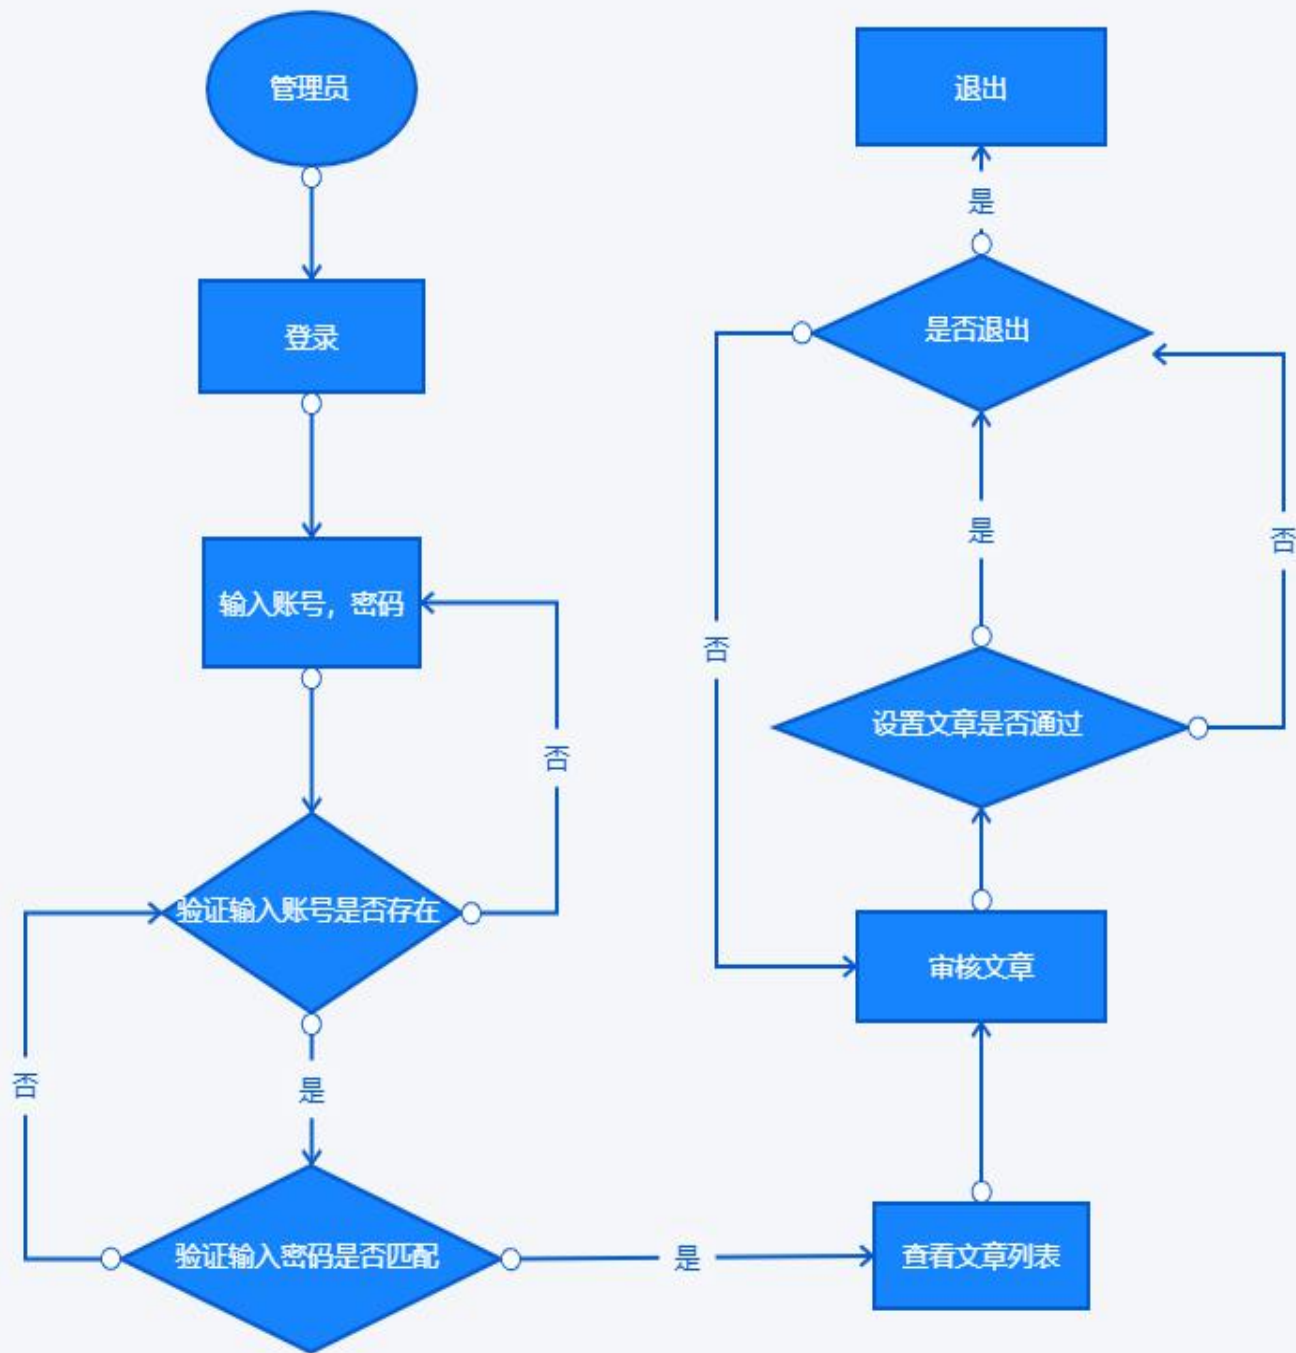 管理员
登录
输入账号，密码
否
验证输入账号是否存在
否
是
验证输入密码是否匹配
是
查看文章列表
审核文章
设置文章是否通过
是
否
否
是否退出
是
退出